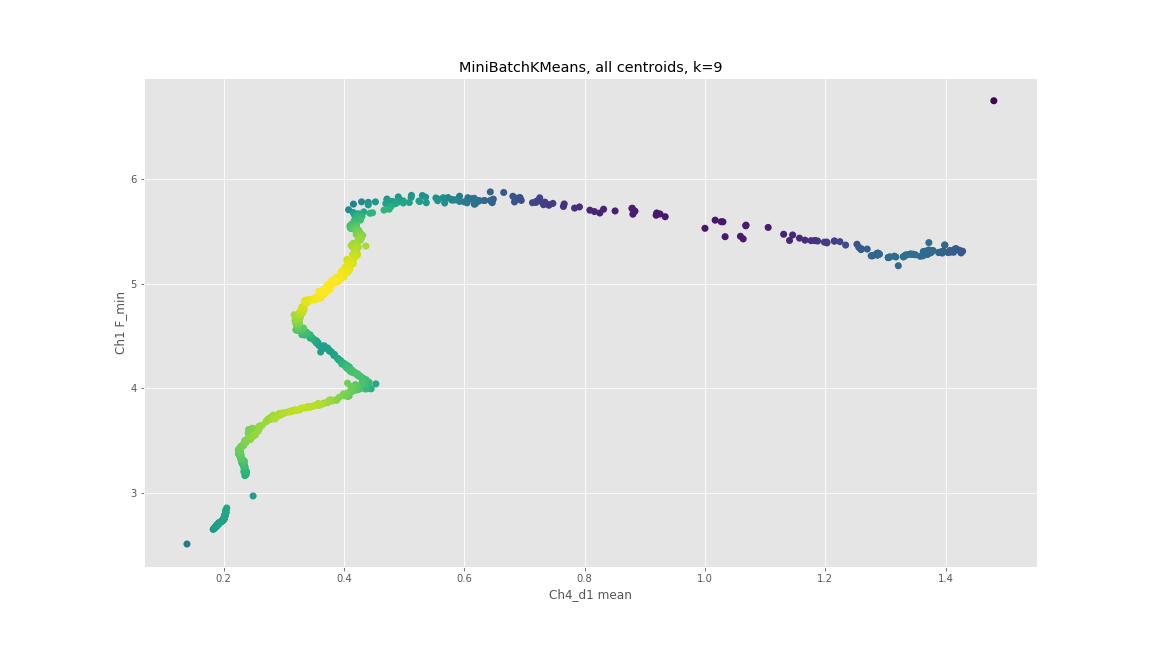 MiniBatchKMeans, all centroids, k=9
6
5
4
3
Ch1 F_min
0.2 0.4 0.6 0.8 1.0 1.2 1.4
Ch4_d1 mean